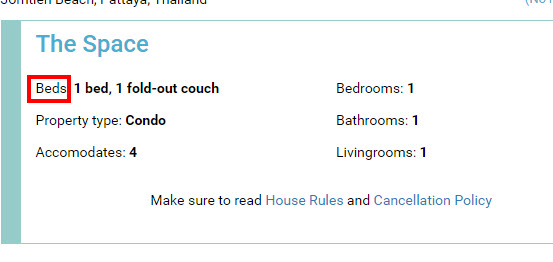 Jomtien Beach, Pattaya, Thailand
The Space
Beds: 1 bed, 1 fold-out couch
Bedrooms: 1
Property type: Condo
Bathrooms: 1
Accomodates: 4
Livingrooms: 1
Make sure to read House Rules and Cancellation Policy